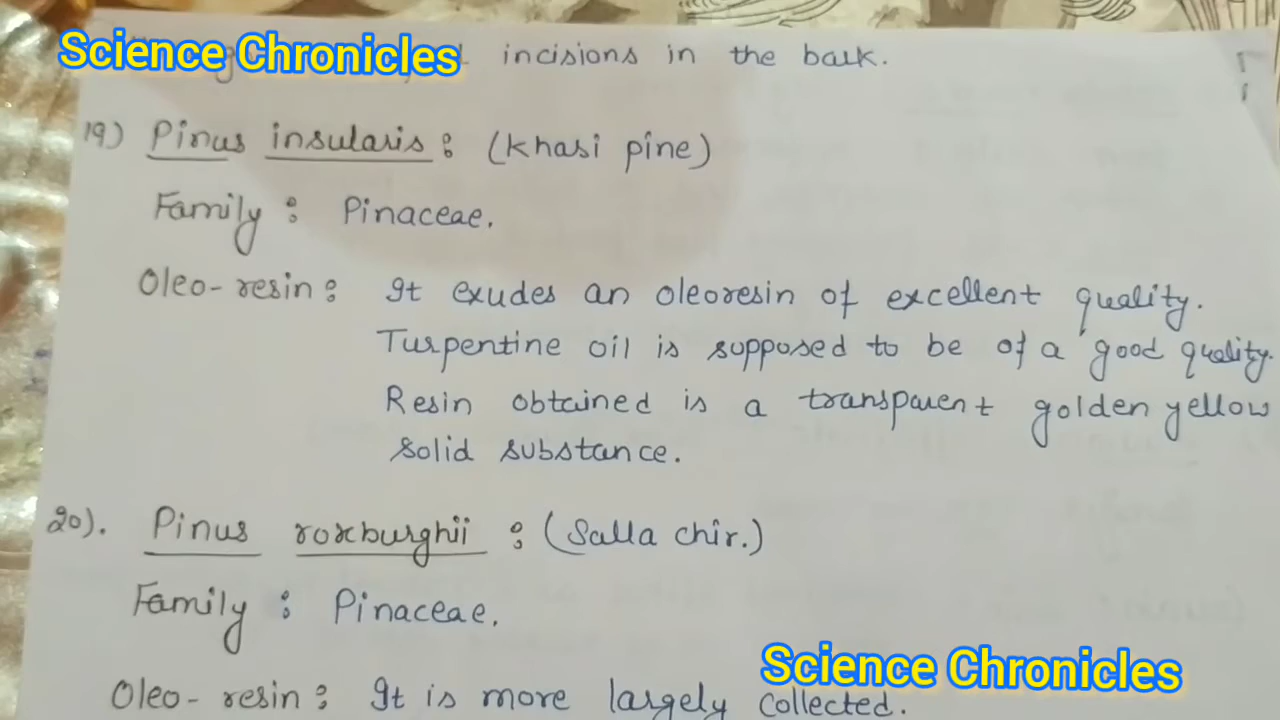 Science Chronicles incisions in the bark.
19) Pinus insularis : (Khasi pine)
Family : Pinaceae.
Oleo-resin : It exudes an oleoresin of excellent quality.
Turpentine oil is supposed to be of a good quality.
Resin obtained is a transparent golden yellow
solid substance.
20). Pinus roxburghii : (Salla chir.)
Family : Pinaceae.
Oleo-resin : It is more largely collected.
Science Chronicles